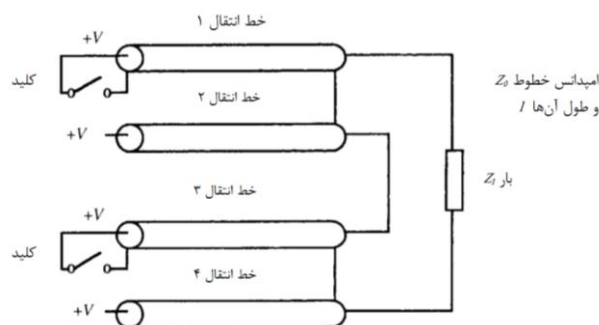 خط انتقال ۱
+V
کلید
خط انتقال ۲
+V
امپدانس خطوط Z₀
و طول آن‌ها l
خط انتقال ۳
+V
کلید
بار Zₗ
خط انتقال ۴
+V